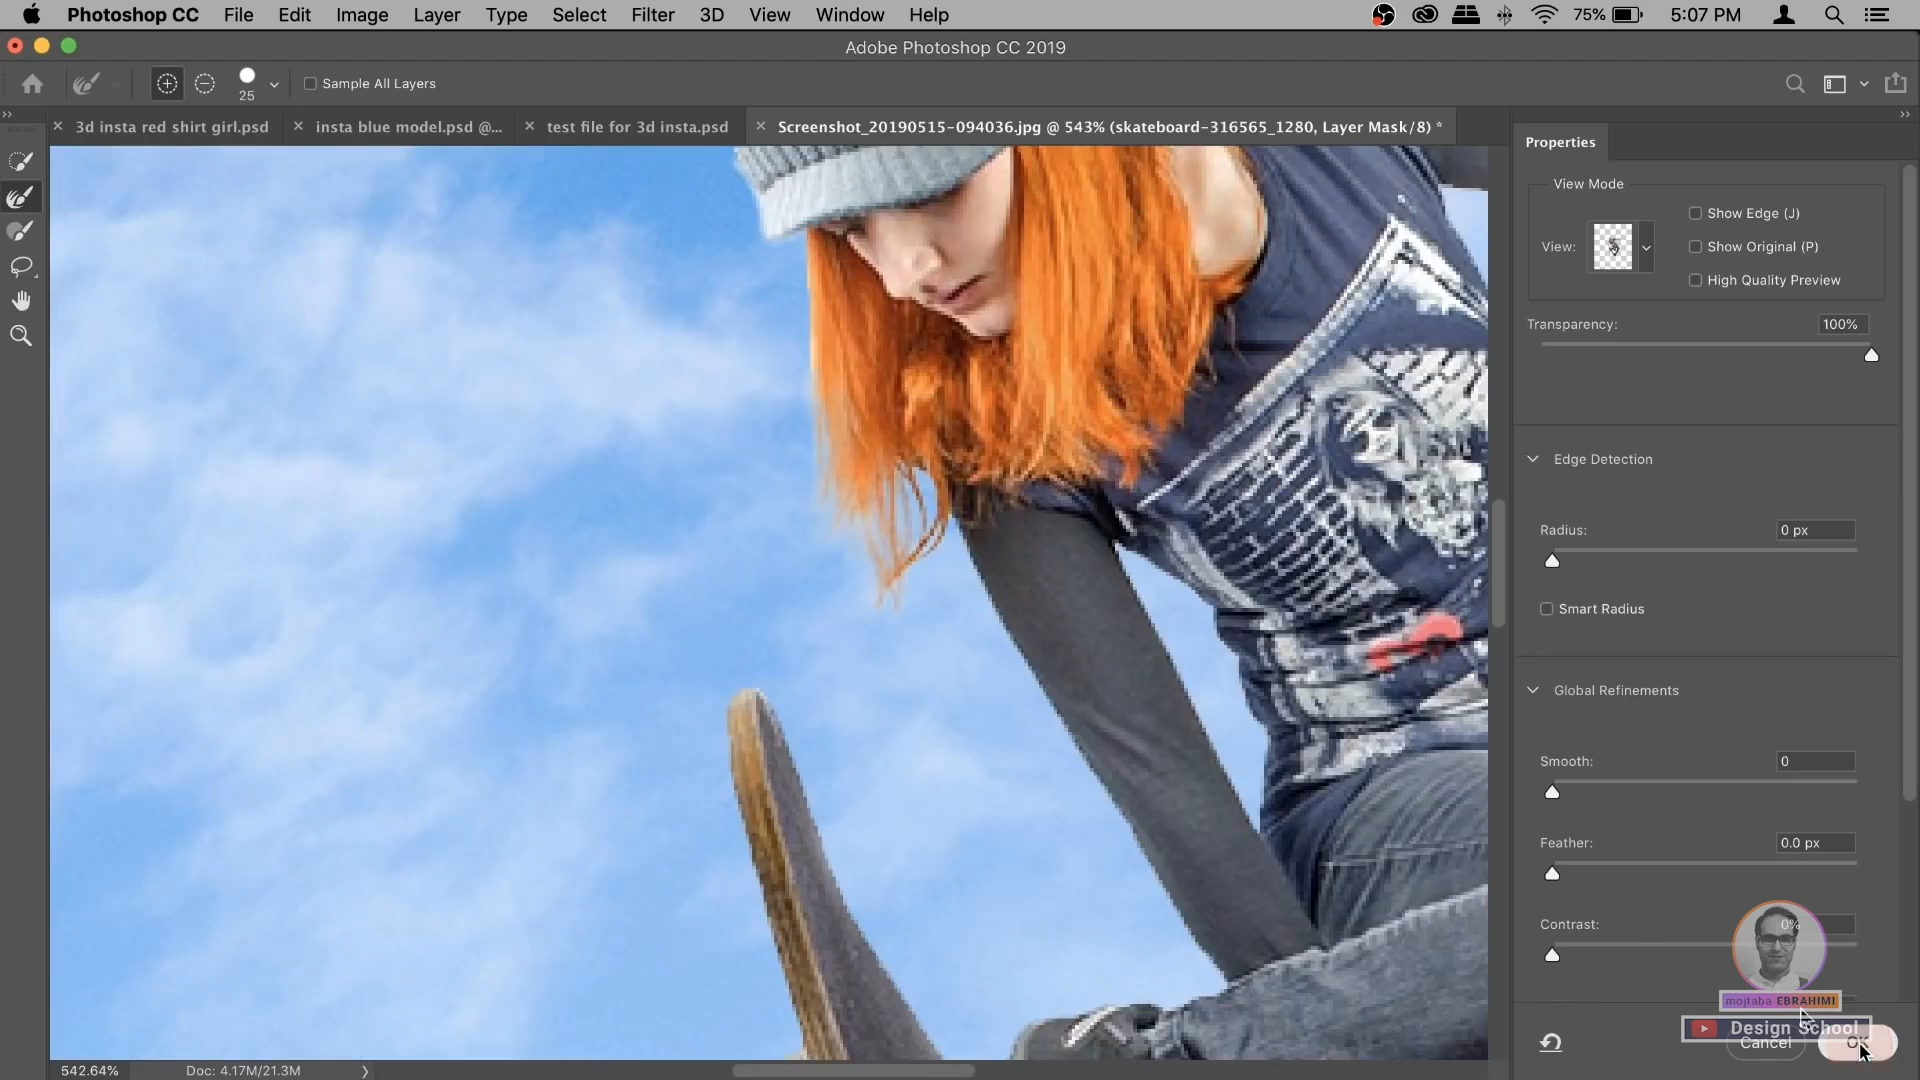 Photoshop CC File Edit Image Layer Type Select Filter 3D View Window Help 75% 5:07 PM
Adobe Photoshop CC 2019
25 Sample All Layers
3d insta red shirt girl.psd insta blue model.psd @... test file for 3d insta.psd Screenshot_20190515-094036.jpg @ 543% (skateboard-316565_1280, Layer Mask/8) *
Properties
View Mode
Show Edge (J)
View: Show Original (P)
High Quality Preview
Transparency: 100%
Edge Detection
Radius: 0 px
Smart Radius
Global Refinements
Smooth: 0
Feather: 0.0 px
Contrast: 0%
mojtaba EBRAHIMI
Design School
Cancel OK
542.64% Doc: 4.17M/21.3M